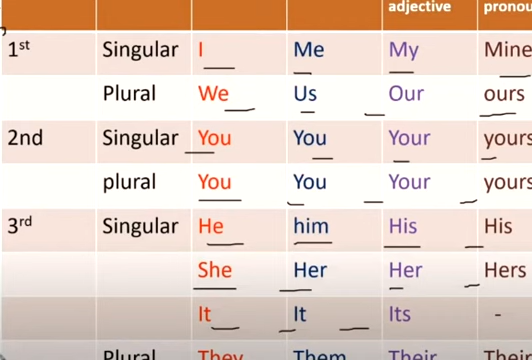 adjective pronou
1st Singular I Me My Mine
Plural We Us Our ours
2nd Singular You You Your yours
plural You You Your yours
3rd Singular He him His His
She Her Her Hers
It It Its -
Plural They Them Their Their